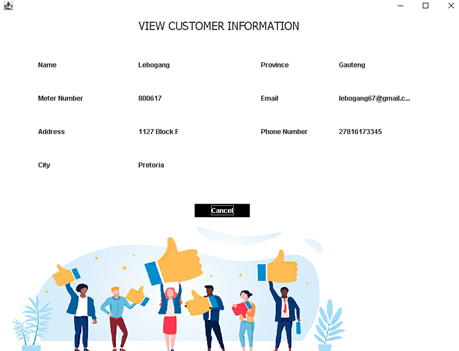 VIEW CUSTOMER INFORMATION
Name Lebogang Province Gauteng
Meter Number 800617 Email lebogang67@gmail.c...
Address 1127 Block F Phone Number 27816173345
City Pretoria
Cancel